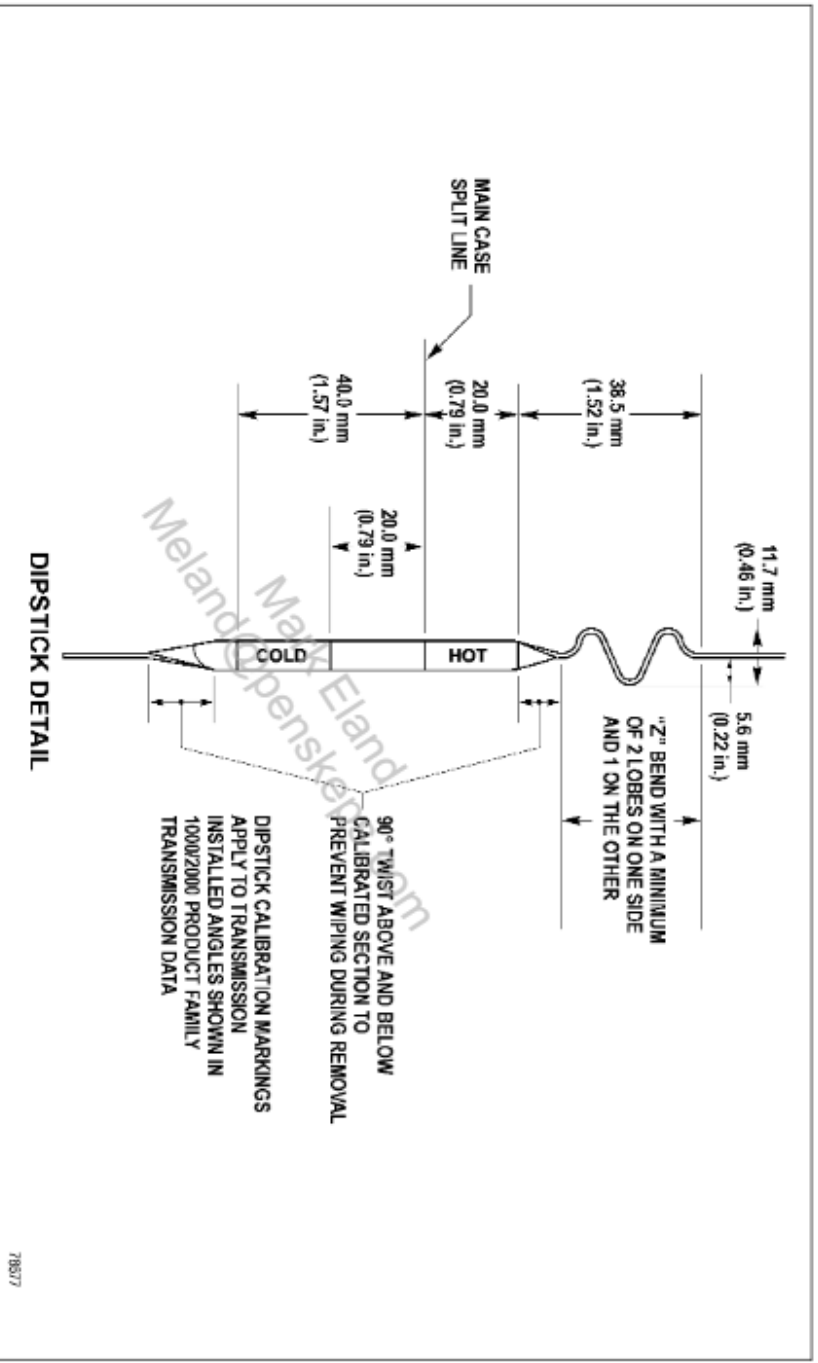 11.7 mm
(0.46 in.)
5.6 mm
(0.22 in.)
38.5 mm
(1.52 in.)
"Z" BEND WITH A MINIMUM
OF 2 LOBES ON ONE SIDE
AND 1 ON THE OTHER
MAIN CASE
SPLIT LINE
20.0 mm
(0.79 in.)
HOT
40.0 mm
(1.57 in.)
20.0 mm
(0.79 in.)
COLD
90° TWIST ABOVE AND BELOW
CALIBRATED SECTION TO
PREVENT WIPING DURING REMOVAL
DIPSTICK CALIBRATION MARKINGS
APPLY TO TRANSMISSION
INSTALLED ANGLES SHOWN IN
1000/2000 PRODUCT FAMILY
TRANSMISSION DATA
DIPSTICK DETAIL
78677
Mark Eland